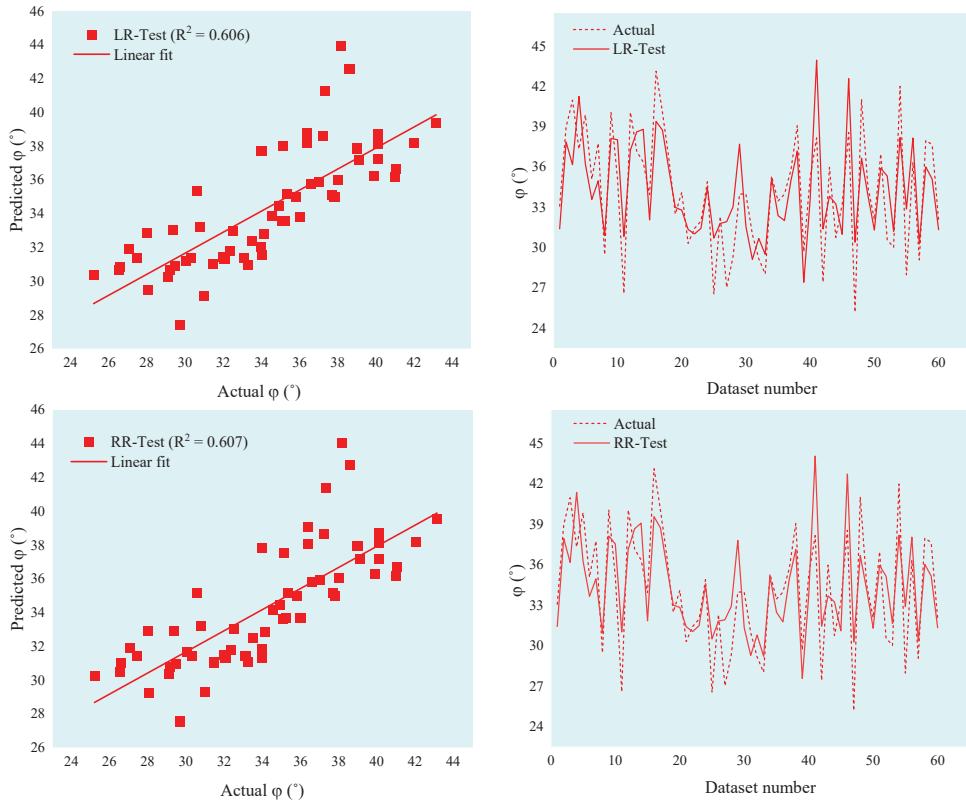 46
44
42
40
38
36
34
32
30
28
26
Predicted φ (˚)
LR-Test (R² = 0.606)
Linear fit
24 26 28 30 32 34 36 38 40 42 44
Actual φ (˚)
45
42
39
36
33
30
27
24
φ (˚)
Actual
LR-Test
0 10 20 30 40 50 60
Dataset number
46
44
42
40
38
36
34
32
30
28
26
Predicted φ (˚)
RR-Test (R² = 0.607)
Linear fit
24 26 28 30 32 34 36 38 40 42 44
Actual φ (˚)
45
42
39
36
33
30
27
24
φ (˚)
Actual
RR-Test
0 10 20 30 40 50 60
Dataset number